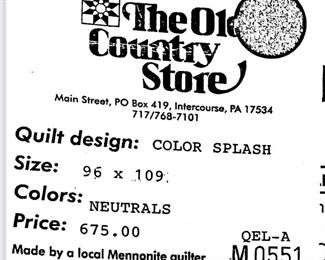 The Old
Country
Store
Main Street, PO Box 419, Intercourse, PA 17534
717/768-7101
Quilt design: COLOR SPLASH
Size: 96 x 109
Colors: NEUTRALS
Price: 675.00
QEL-A
Made by a local Mennonite quilter M0551